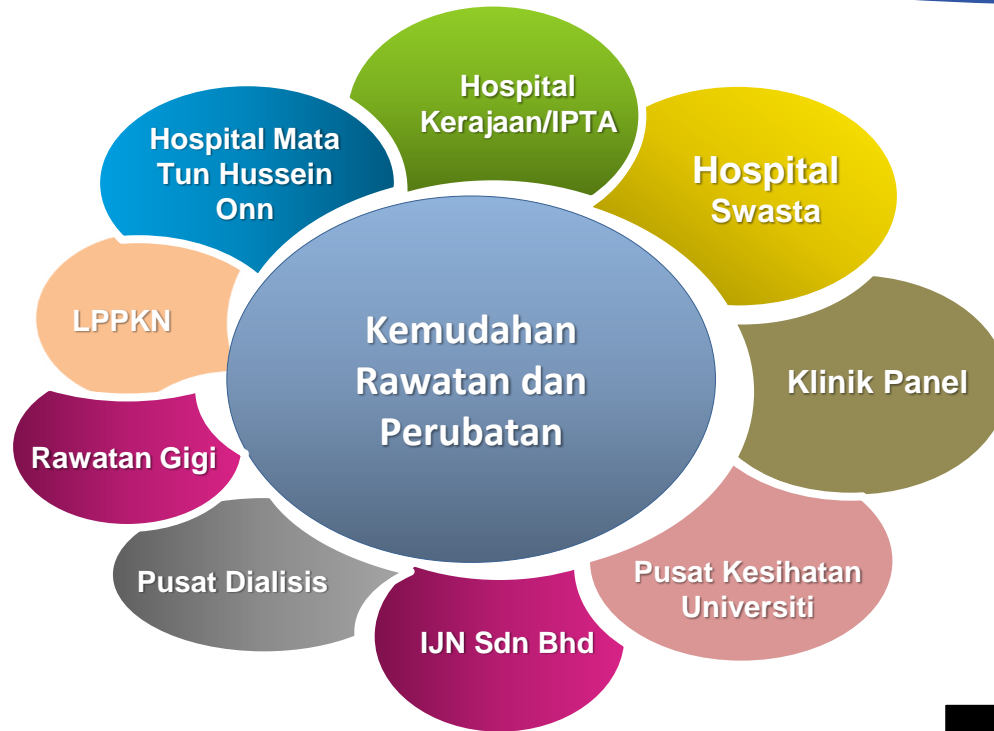 Hospital
Kerajaan/IPTA
Hospital
Swasta
Klinik Panel
Pusat Kesihatan
Universiti
IJN Sdn Bhd
Pusat Dialisis
Rawatan Gigi
LPPKN
Hospital Mata
Tun Hussein
Onn
Kemudahan
Rawatan dan
Perubatan